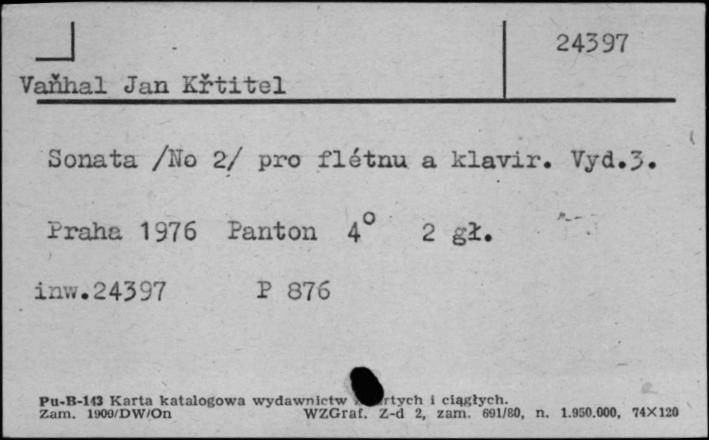 24397
Vaňhal Jan Křtitel
Sonata /No 2/ pro flétnu a klavir. Vyd.3.
Praha 1976 Panton 4° 2 gł.
inw.24397 P 876
Pu-B-143 Karta katalogowa wydawnictw i ciągłych.
Zam. 1900/DW/On WZGraf. Z-d 2, zam. 691/80, n. 1.950.000, 74X120